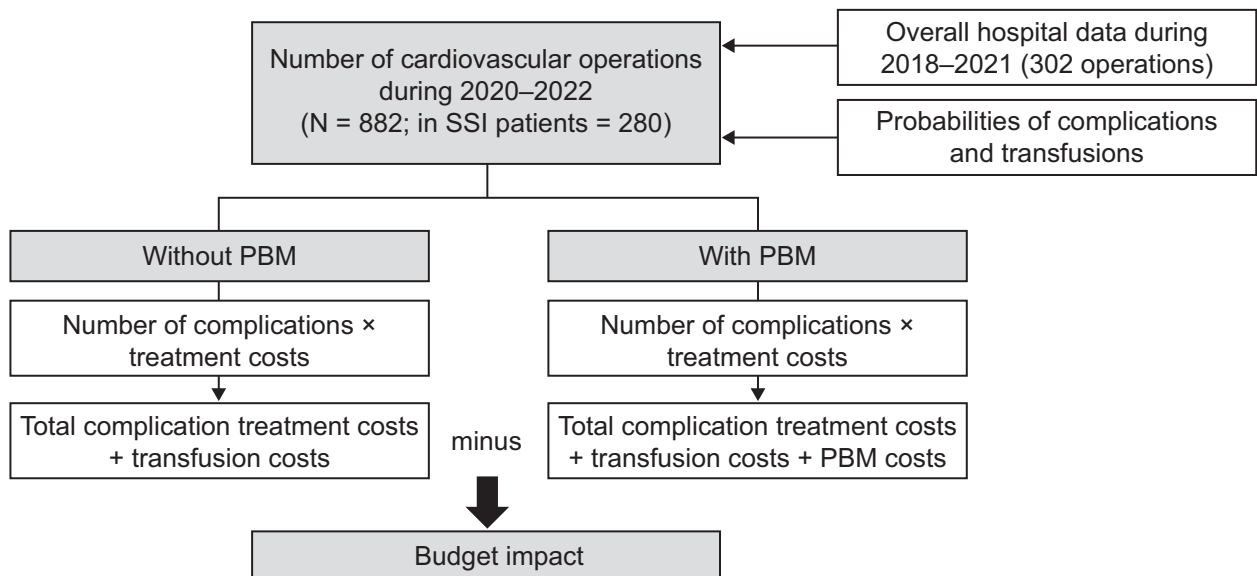 Number of cardiovascular operations
during 2020–2022
(N = 882; in SSI patients = 280)
Overall hospital data during
2018–2021 (302 operations)
Probabilities of complications
and transfusions
Without PBM
With PBM
Number of complications ×
treatment costs
Number of complications ×
treatment costs
Total complication treatment costs
+ transfusion costs
minus
Total complication treatment costs
+ transfusion costs + PBM costs
Budget impact